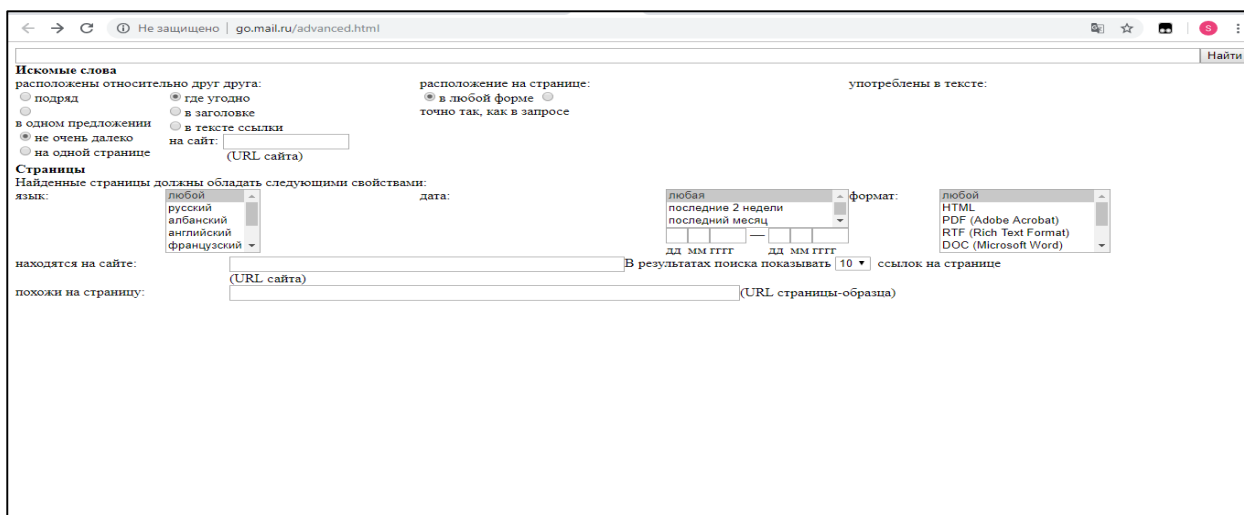 Не защищено | go.mail.ru/advanced.html
S
Найти
Искомые слова
расположены относительно друг друга: расположение на странице: употреблены в тексте:
подряд где угодно в любой форме
в заголовке точно так, как в запросе
в одном предложении в тексте ссылки
не очень далеко на сайт:
на одной странице (URL сайта)
Страницы
Найденные страницы должны обладать следующими свойствами:
язык: любой дата: любая формат: любой
русский последние 2 недели HTML
албанский последний месяц PDF (Adobe Acrobat)
английский — RTF (Rich Text Format)
французский дд мм гггг дд мм гггг DOC (Microsoft Word)
находятся на сайте: В результатах поиска показывать 10 ссылок на странице
(URL сайта)
похожи на страницу: (URL страницы-образца)